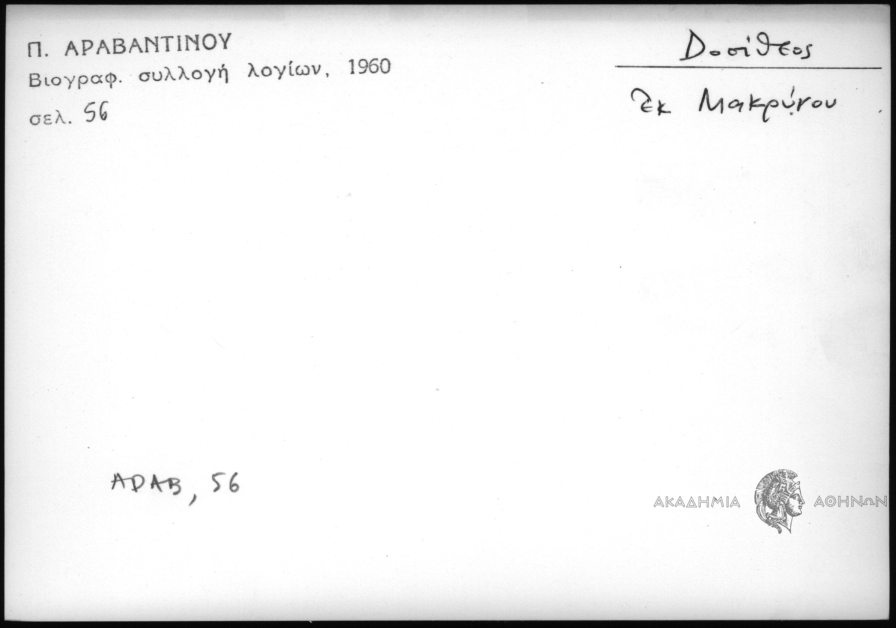 Π. ΑΡΑΒΑΝΤΙΝΟΥ
Βιογραφ. συλλογή λογίων, 1960
σελ. 56
Δοσίθεος
Ἐκ Μακρύνου
ΑΡΑΒ, 56
ΑΚΑΔΗΜΙΑ ΑΘΗΝΩΝ